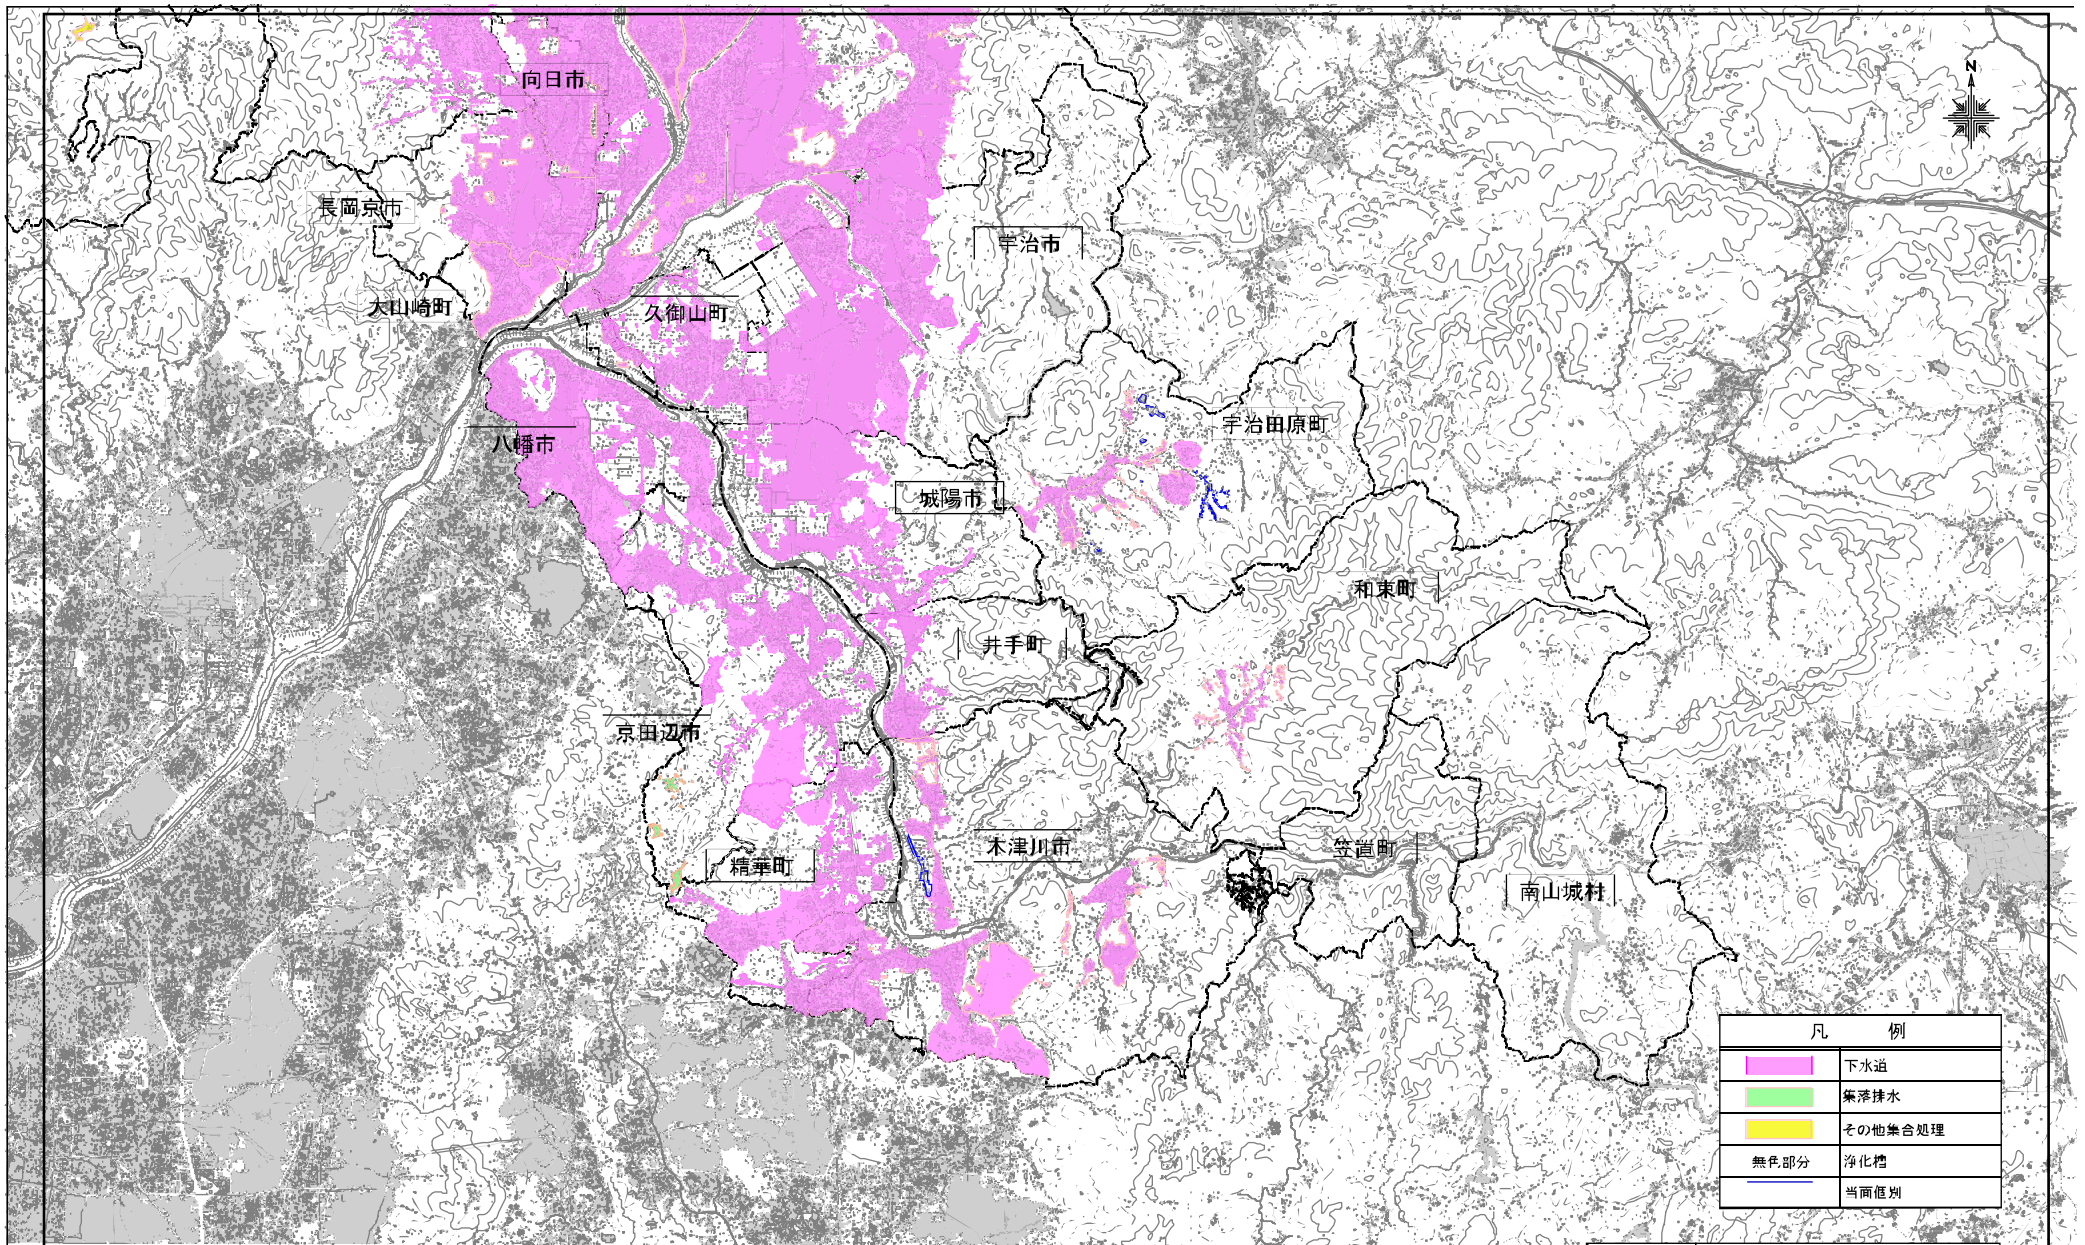 向日市
N
長岡京市
宇治市
大山崎町
久御山町
宇治田原町
八幡市
城陽市
和束町
井手町
京田辺市
木津川市
笠置町
精華町
南山城村
凡 例
下水道
集落排水
その他集合処理
無色部分 浄化槽
当面個別